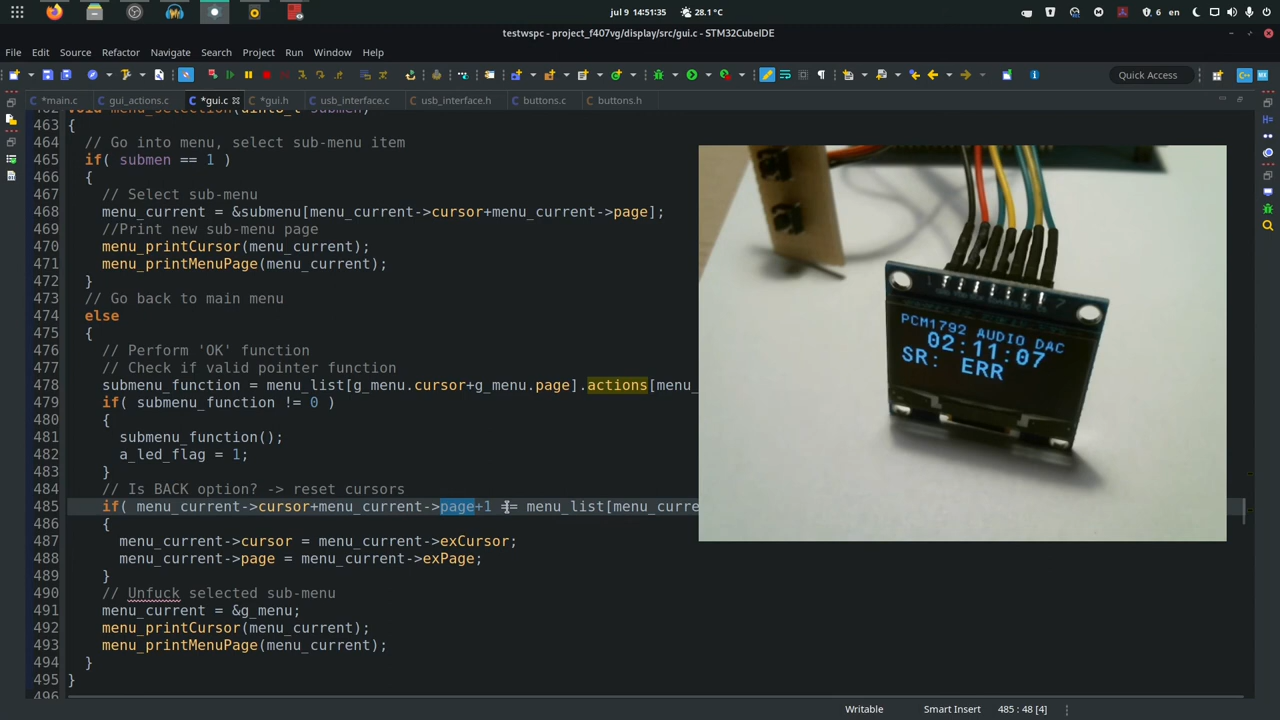 jul 9 14:51:35
28.1 °C
6 en
testwspc - project_f407vg/display/src/gui.c - STM32CubeIDE
File Edit Source Refactor Navigate Search Project Run Window Help
Quick Access
*main.c gui_actions.c *gui.c *gui.h usb_interface.c usb_interface.h buttons.c buttons.h
462 void menu_selection(uint8_t submen)
463 {
464 // Go into menu, select sub-menu item
465 if( submen == 1 )
466 {
467 // Select sub-menu
468 menu_current = &submenu[menu_current->cursor+menu_current->page];
469 //Print new sub-menu page
470 menu_printCursor(menu_current);
471 menu_printMenuPage(menu_current);
472 }
473 // Go back to main menu
474 else
475 {
476 // Perform 'OK' function
477 // Check if valid pointer function
478 submenu_function = menu_list[g_menu.cursor+g_menu.page].actions[menu_
479 if( submenu_function != 0 )
480 {
481 submenu_function();
482 a_led_flag = 1;
483 }
484 // Is BACK option? -> reset cursors
485 if( menu_current->cursor+menu_current->page+1 == menu_list[menu_curre
486 {
487 menu_current->cursor = menu_current->exCursor;
488 menu_current->page = menu_current->exPage;
489 }
490 // Unfuck selected sub-menu
491 menu_current = &g_menu;
492 menu_printCursor(menu_current);
493 menu_printMenuPage(menu_current);
494 }
495 }
496
PCM1792 AUDIO DAC
02:11:07
SR: ERR
1 7
Writable Smart Insert 485 : 48 [4]